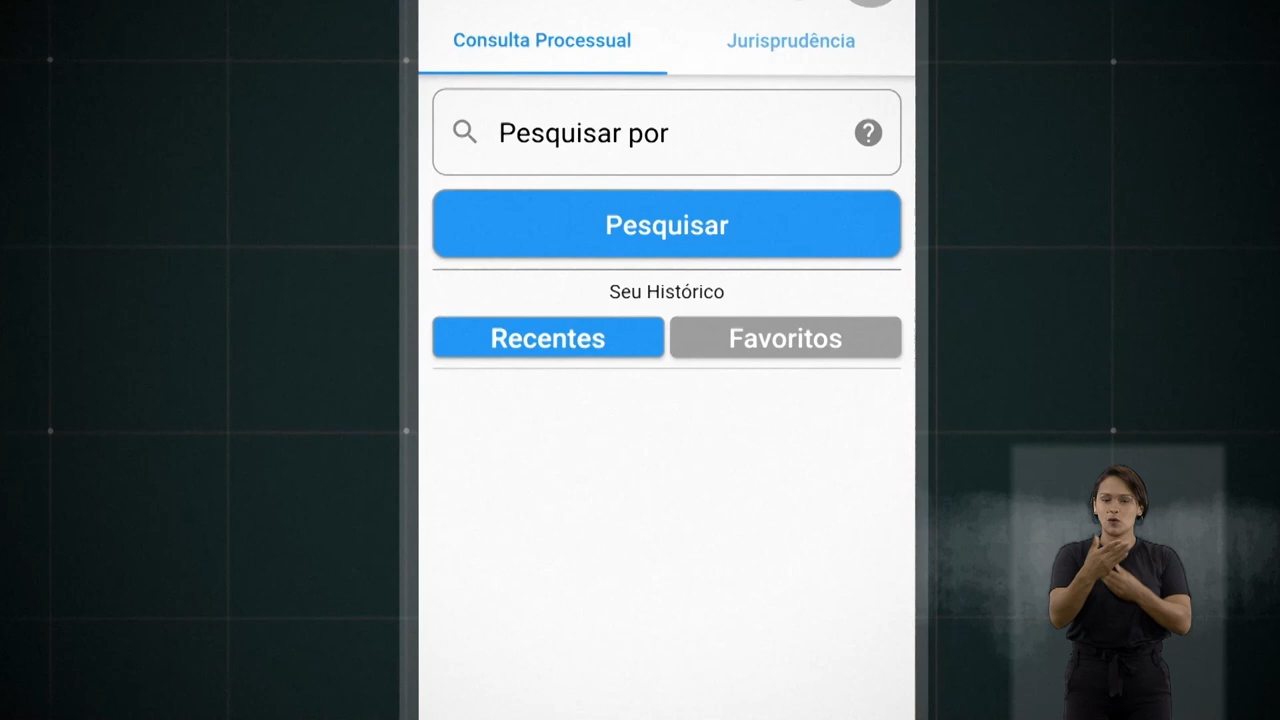 Consulta Processual
Jurisprudência
Pesquisar por
Pesquisar
Seu Histórico
Recentes
Favoritos